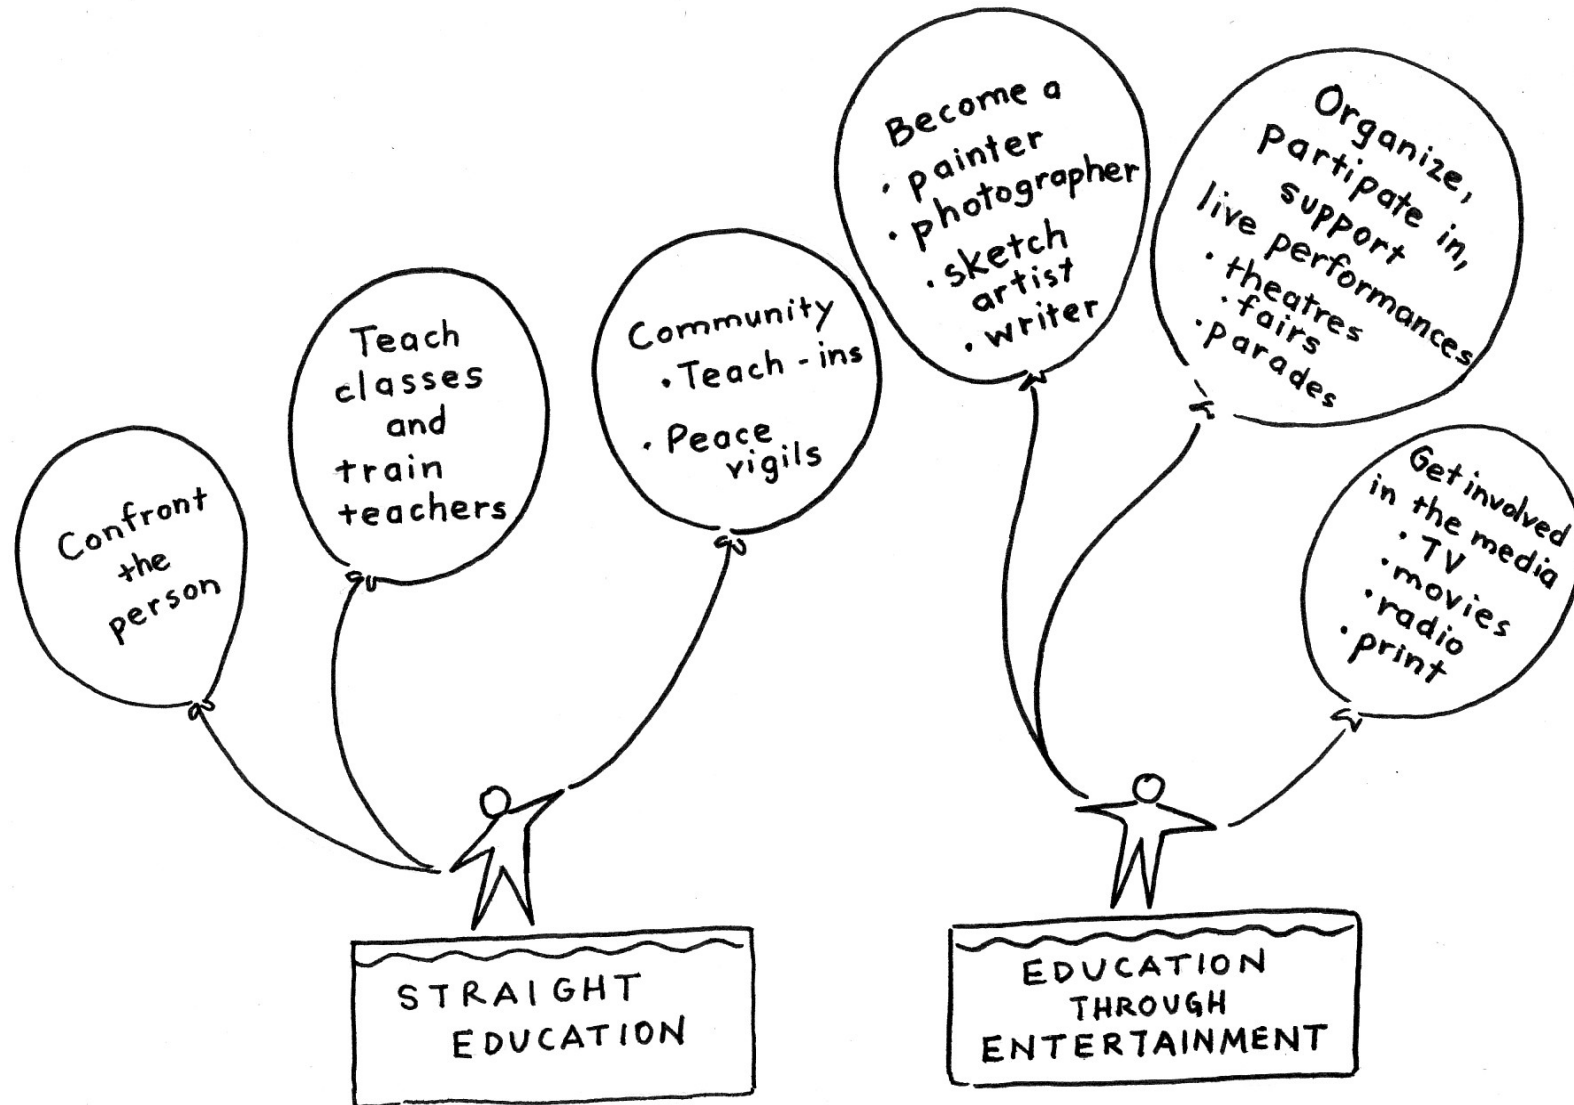 Confront
the
person
Teach
classes
and
train
teachers
Community
• Teach - ins
• Peace
vigils
Become a
• painter
• photographer
• sketch
artist
• writer
Organize,
partipate in,
support
live performances
• theatres
• fairs
• parades
Get involved
in the media
• TV
• movies
• radio
• print
STRAIGHT
EDUCATION
EDUCATION
THROUGH
ENTERTAINMENT